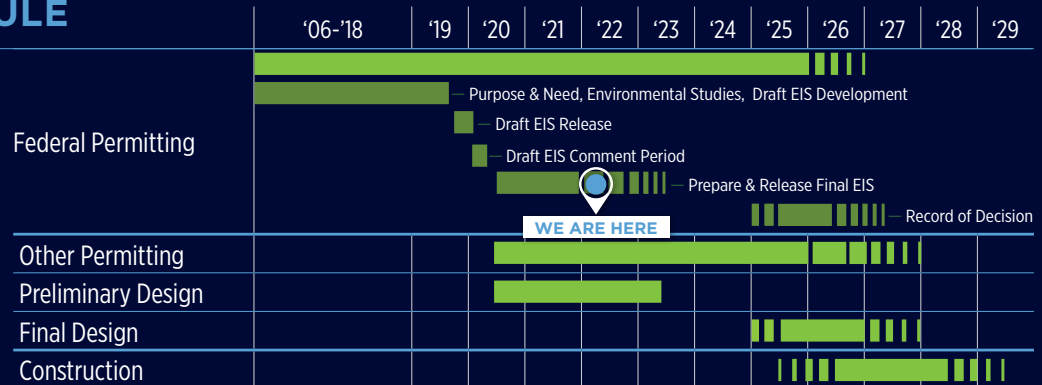 ULE
‘06-‘18 ‘19 ‘20 ‘21 ‘22 ‘23 ‘24 ‘25 ‘26 ‘27 ‘28 ‘29
Federal Permitting
Purpose & Need, Environmental Studies, Draft EIS Development
Draft EIS Release
Draft EIS Comment Period
Prepare & Release Final EIS
Record of Decision
WE ARE HERE
Other Permitting
Preliminary Design
Final Design
Construction